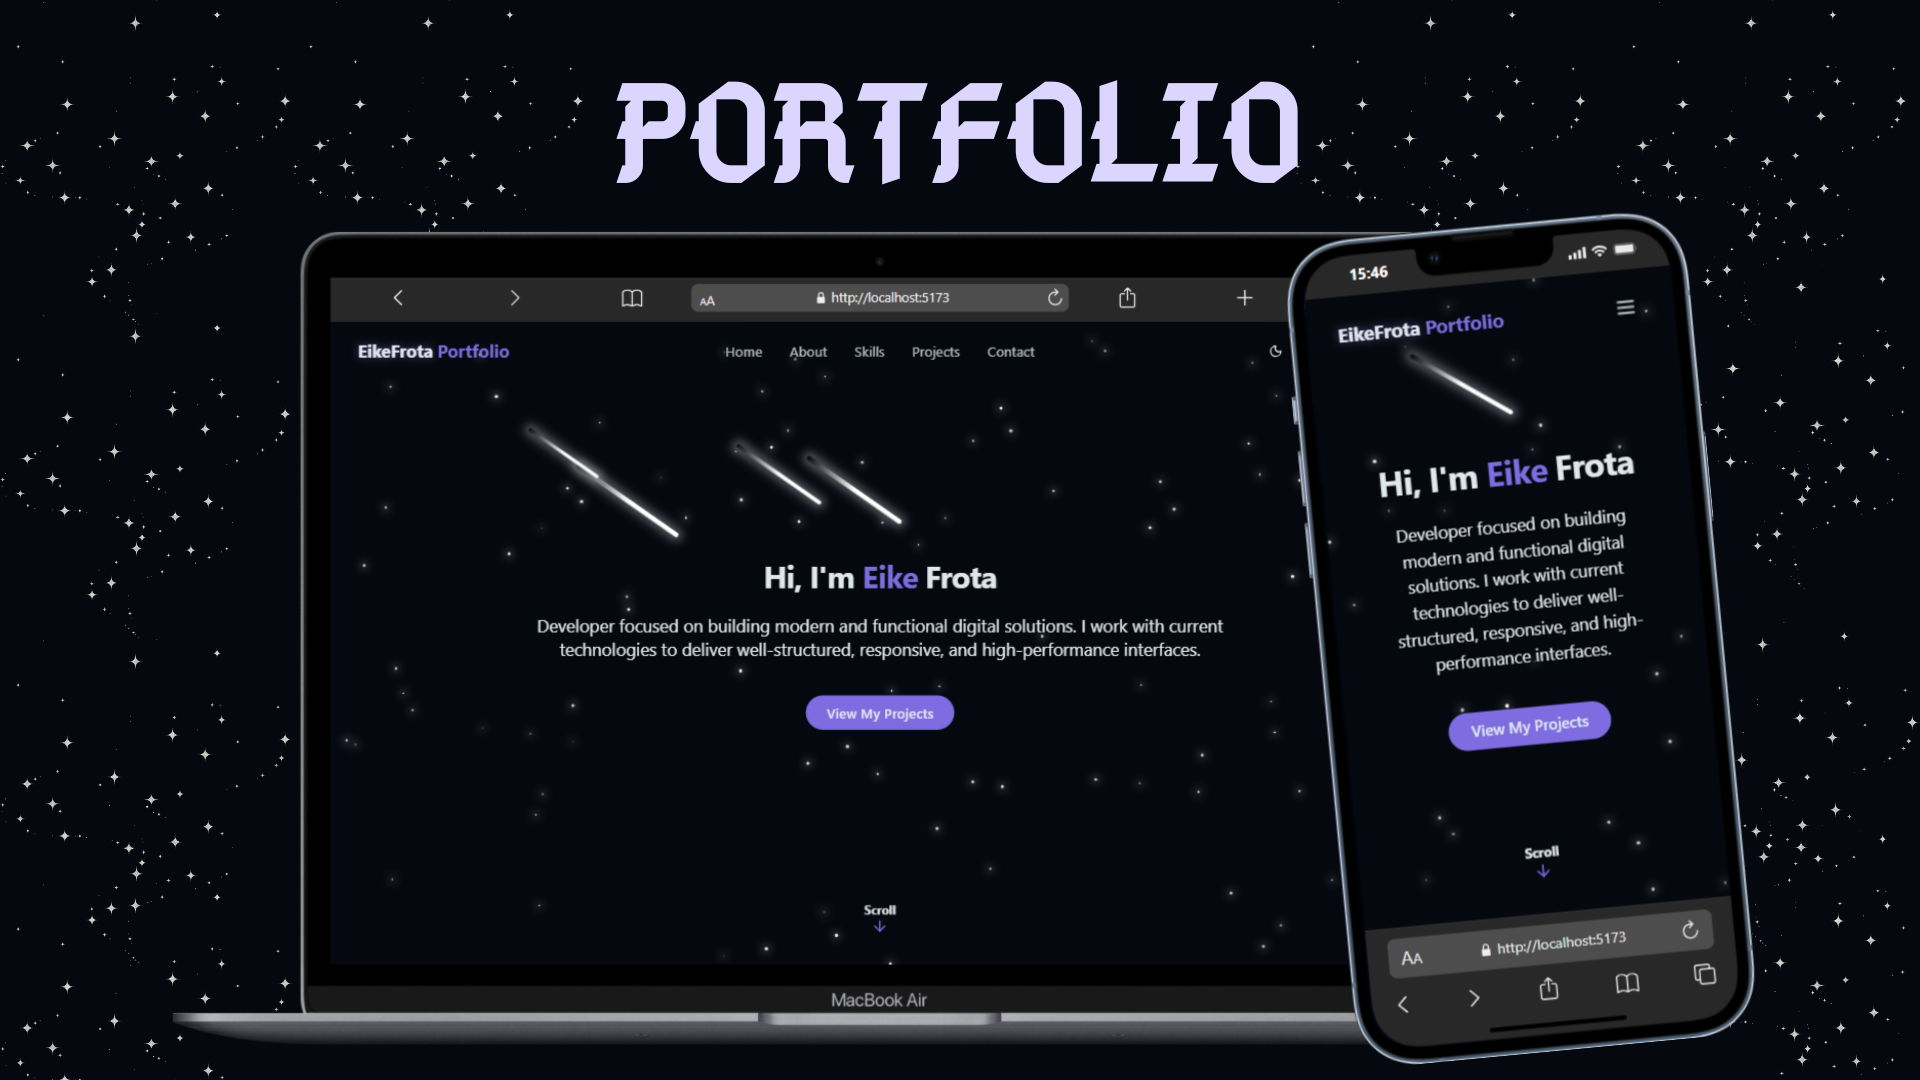 PORTFOLIO
AA http://localhost:5173
EikeFrota Portfolio
Home About Skills Projects Contact
Hi, I'm Eike Frota
Developer focused on building modern and functional digital solutions. I work with current
technologies to deliver well-structured, responsive, and high-performance interfaces.
View My Projects
Scroll
MacBook Air
15:46
EikeFrota Portfolio
Hi, I'm Eike Frota
Developer focused on building
modern and functional digital
solutions. I work with current
technologies to deliver well-
structured, responsive, and high-
performance interfaces.
View My Projects
Scroll
AA http://localhost:5173